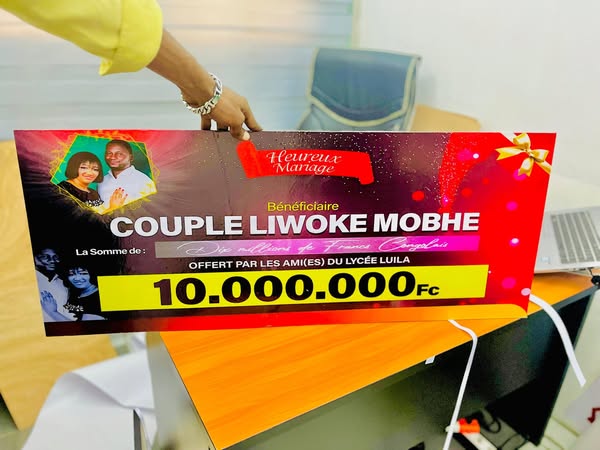 Heureux
Mariage
Bénéficiaire
COUPLE LIWOKE MOBHE
La Somme de : Dix millions de Francs Congolais
OFFERT PAR LES AMI(ES) DU LYCÉE LUILA
10.000.000Fc